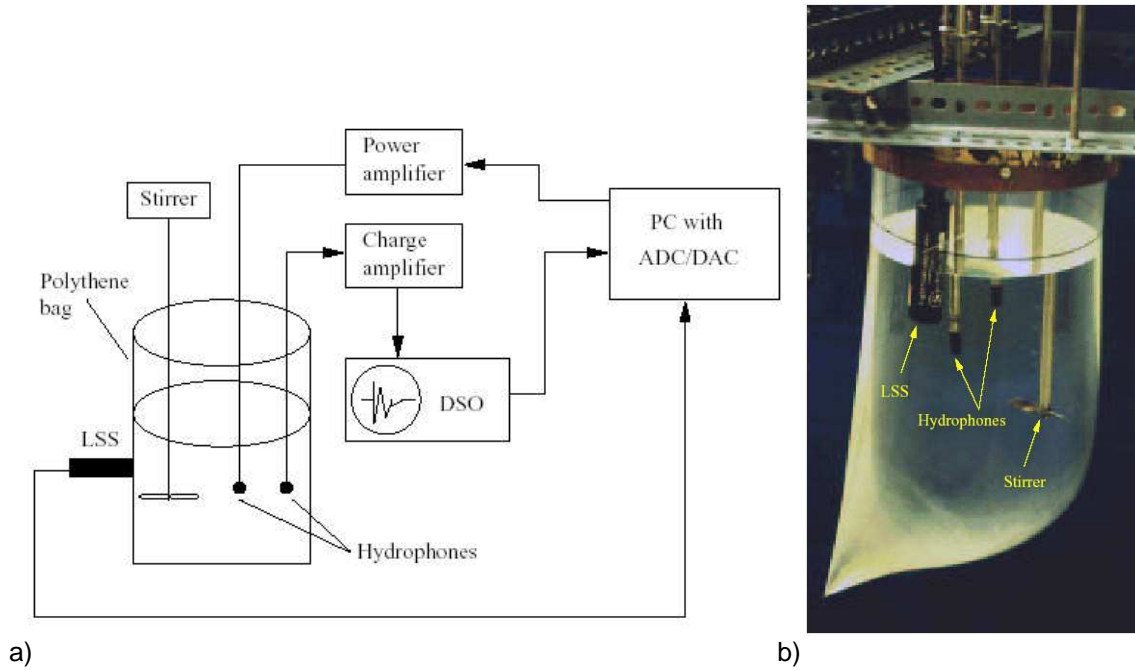 Power
amplifier
Stirrer
Charge
amplifier
PC with
ADC/DAC
Polythene
bag
DSO
LSS
Hydrophones
LSS
Hydrophones
Stirrer
a)
b)